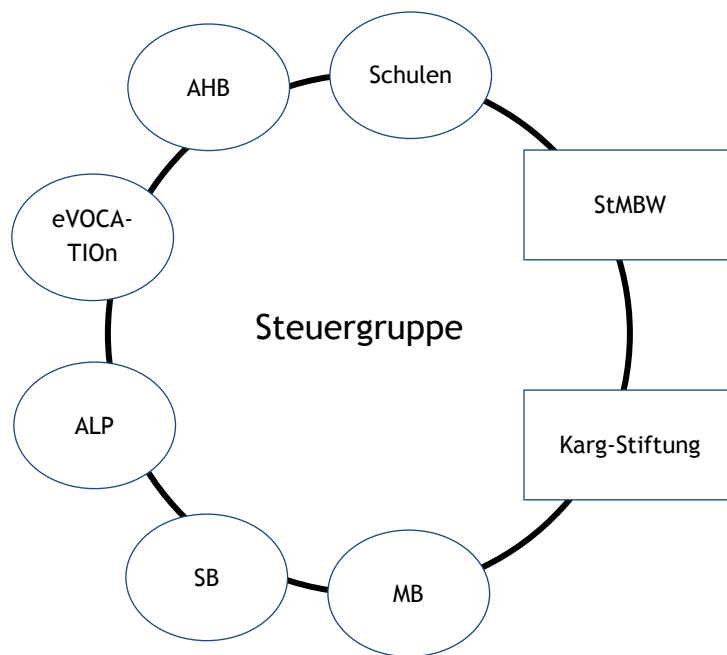 Schulen
AHB
StMBW
eVOCA-
TIOn
Steuergruppe
ALP
Karg-Stiftung
SB
MB